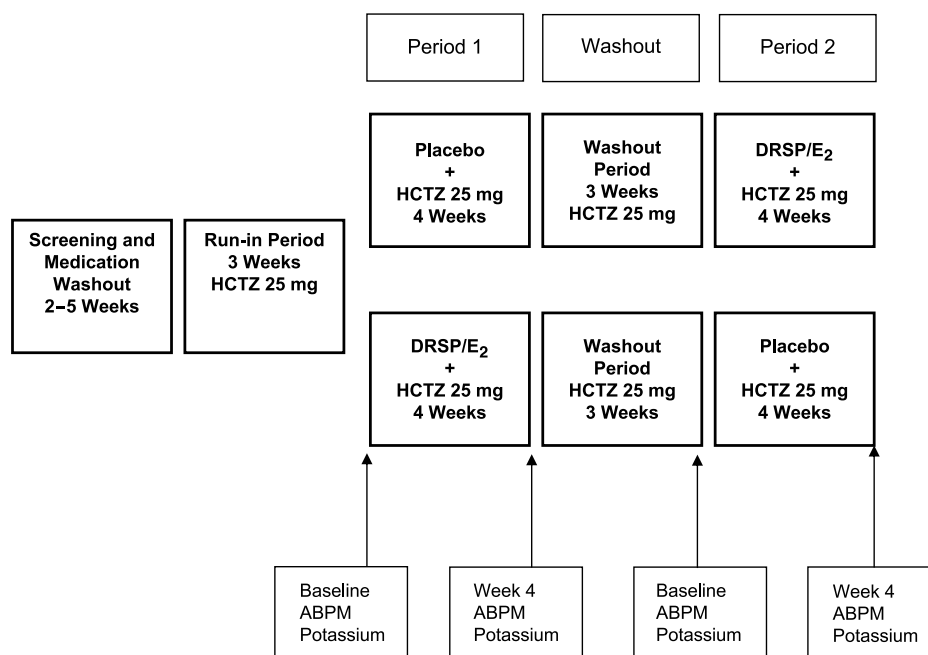 Period 1
Washout
Period 2
Placebo
+
HCTZ 25 mg
4 Weeks
Washout
Period
3 Weeks
HCTZ 25 mg
DRSP/E2
+
HCTZ 25 mg
4 Weeks
Screening and
Medication
Washout
2–5 Weeks
Run-in Period
3 Weeks
HCTZ 25 mg
DRSP/E2
+
HCTZ 25 mg
4 Weeks
Washout
Period
HCTZ 25 mg
3 Weeks
Placebo
+
HCTZ 25 mg
4 Weeks
Baseline
ABPM
Potassium
Week 4
ABPM
Potassium
Baseline
ABPM
Potassium
Week 4
ABPM
Potassium